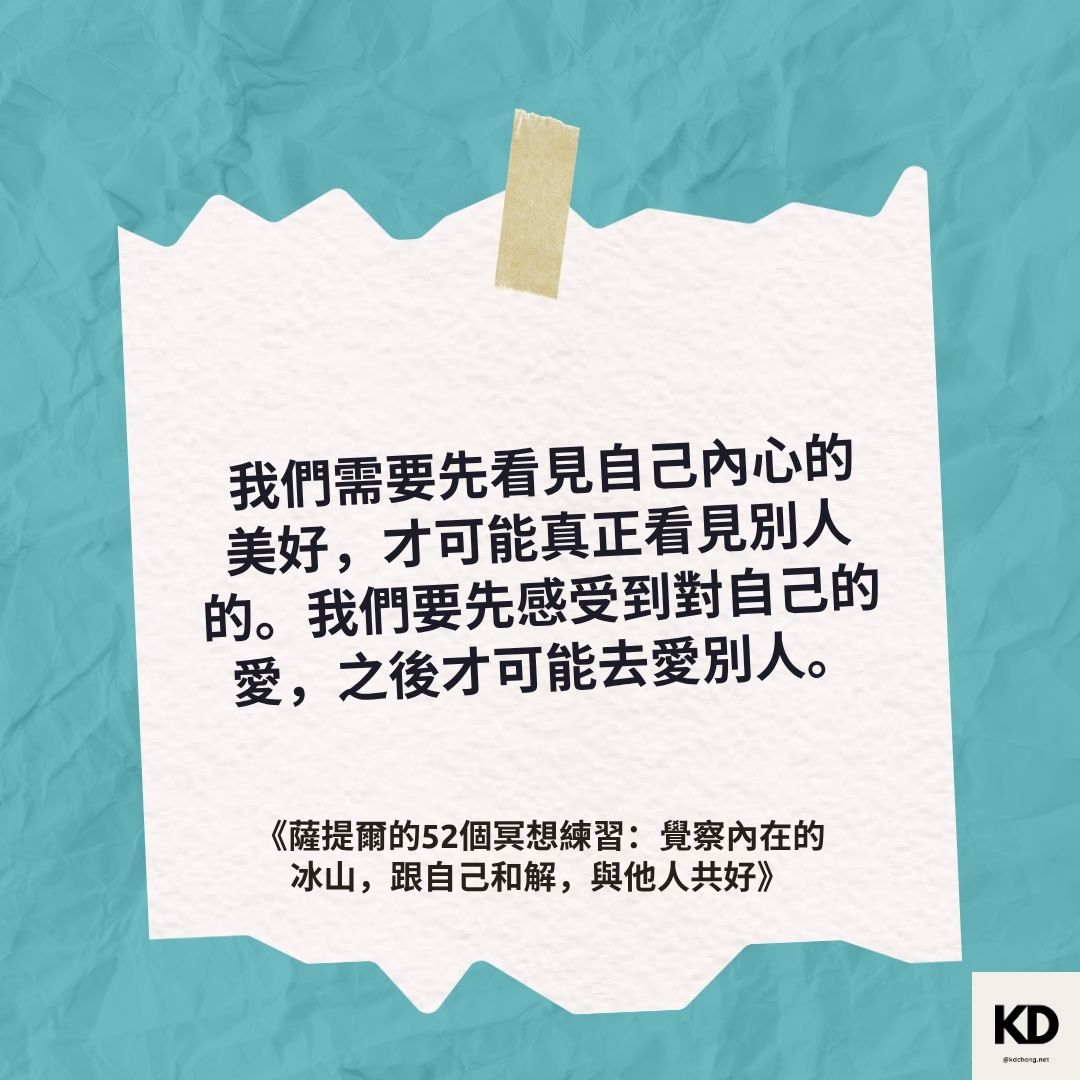 我們需要先看見自己內心的
美好，才可能真正看見別人
的。我們要先感受到對自己的
愛，之後才可能去愛別人。
《薩提爾的52個冥想練習：覺察內在的
冰山，跟自己和解，與他人共好》
KD
@kdchong.net